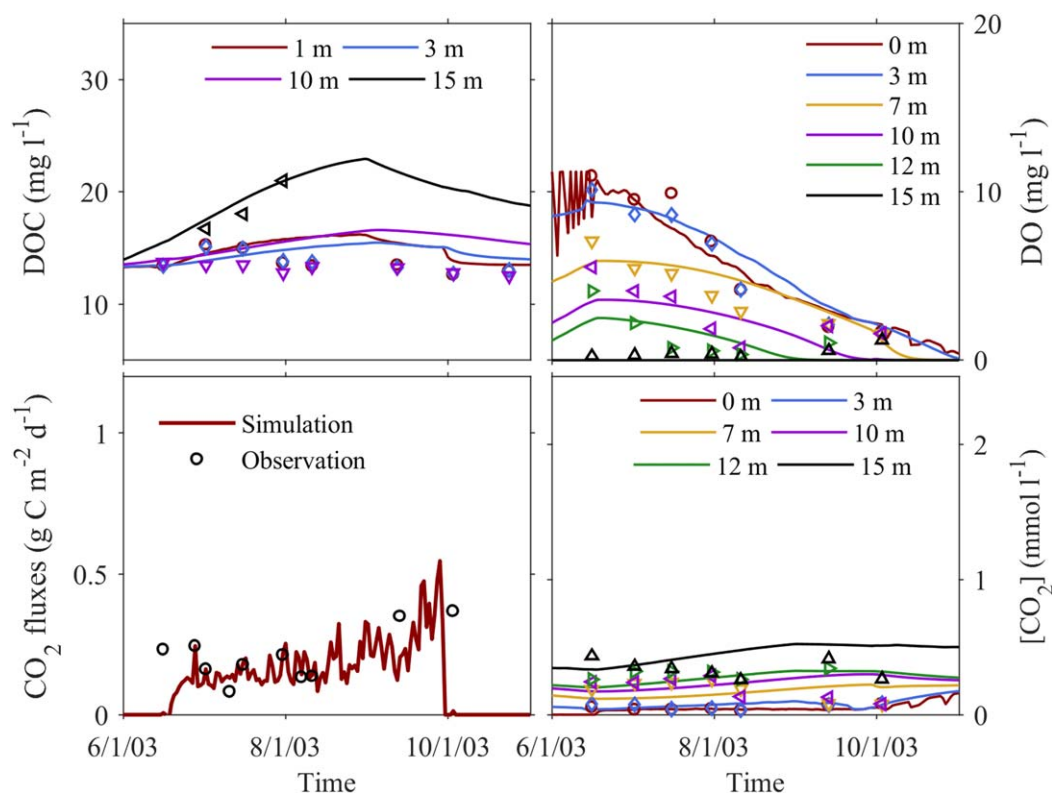 1 m 3 m
10 m 15 m
DOC (mg l⁻¹)
30
20
10
0 m
3 m
7 m
10 m
12 m
15 m
20
10
0
DO (mg l⁻¹)
Simulation
Observation
CO₂ fluxes (g C m⁻² d⁻¹)
1
0.5
0
6/1/03 8/1/03 10/1/03
Time
0 m 3 m
7 m 10 m
12 m 15 m
2
1
0
[CO₂] (mmol l⁻¹)
6/1/03 8/1/03 10/1/03
Time